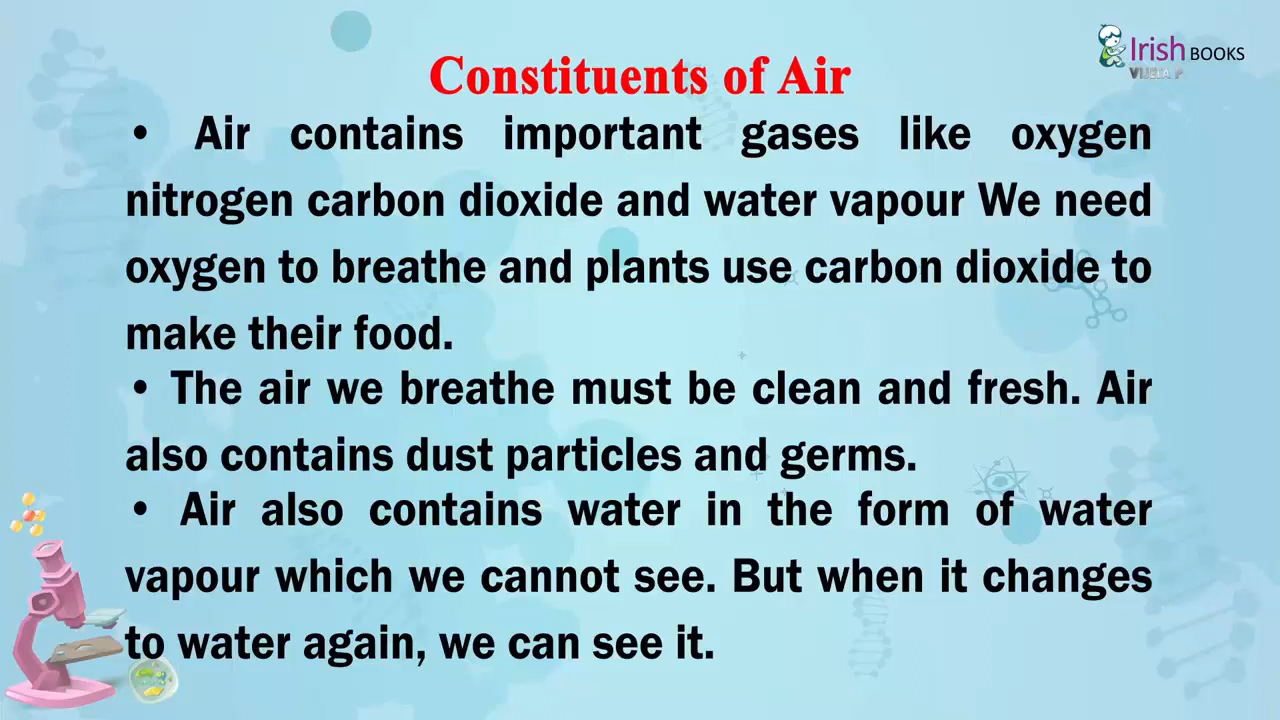 Irish BOOKS
Constituents of Air
• Air contains important gases like oxygen
nitrogen carbon dioxide and water vapour We need
oxygen to breathe and plants use carbon dioxide to
make their food.
• The air we breathe must be clean and fresh. Air
also contains dust particles and germs.
• Air also contains water in the form of water
vapour which we cannot see. But when it changes
to water again, we can see it.